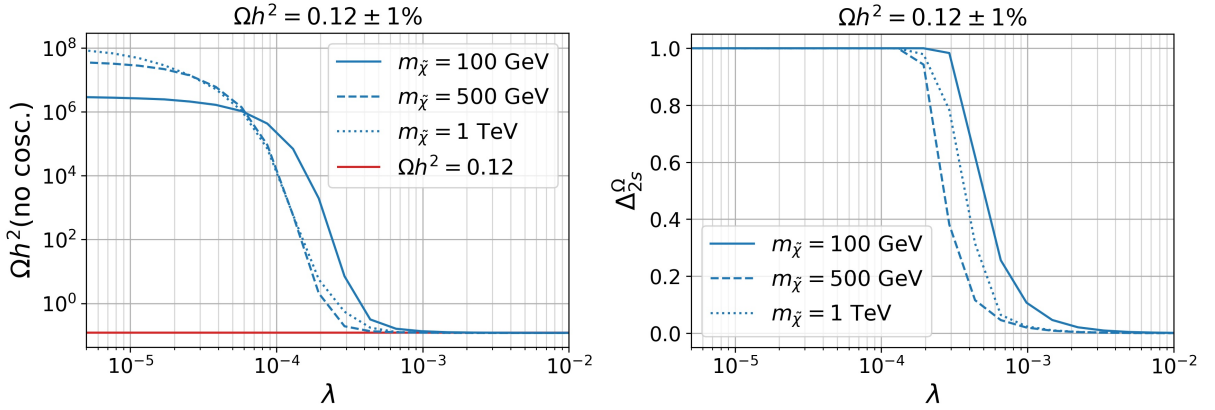 Ωh² = 0.12 ± 1%
Ωh² (no cosc.)
10⁸
10⁶
10⁴
10²
10⁰
10⁻⁵
10⁻⁴
10⁻³
10⁻²
λ
m_χ̃ = 100 GeV
m_χ̃ = 500 GeV
m_χ̃ = 1 TeV
Ωh² = 0.12
Ωh² = 0.12 ± 1%
Δ^Ω_2s
1.0
0.8
0.6
0.4
0.2
0.0
10⁻⁵
10⁻⁴
10⁻³
10⁻²
λ
m_χ̃ = 100 GeV
m_χ̃ = 500 GeV
m_χ̃ = 1 TeV